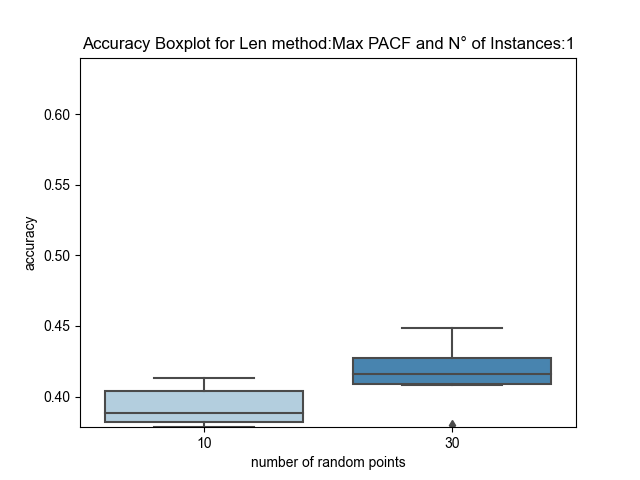 Accuracy Boxplot for Len method:Max PACF and N° of Instances:1
0.60
0.55
0.50
0.45
0.40
accuracy
10
30
number of random points